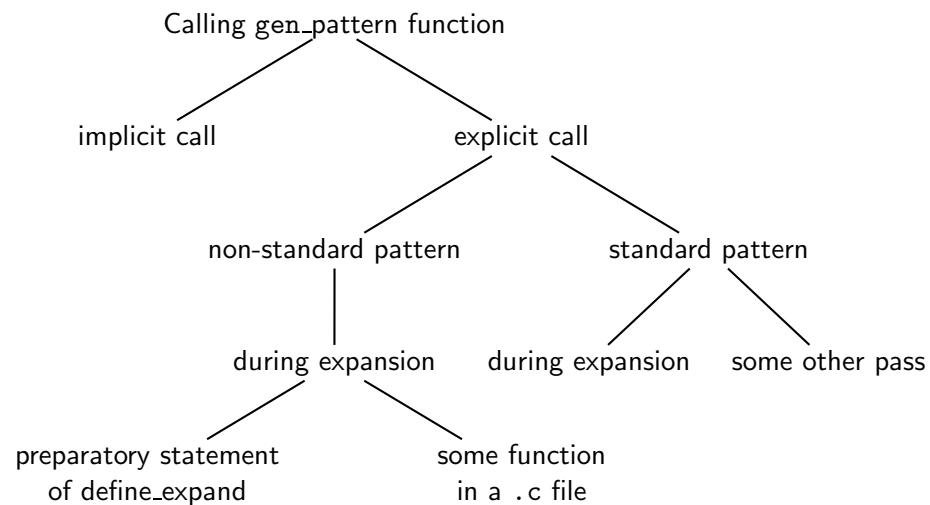 Calling gen_pattern function
implicit call
explicit call
non-standard pattern
standard pattern
during expansion
during expansion
some other pass
preparatory statement
of define_expand
some function
in a .c file